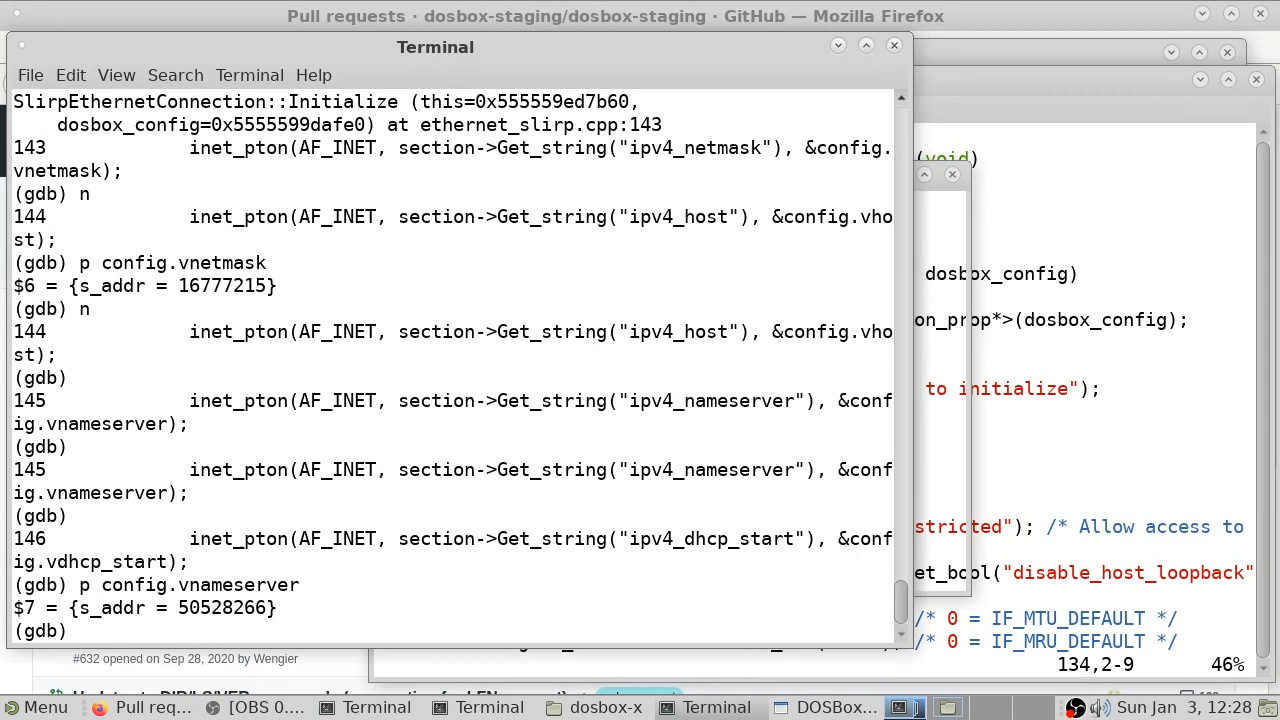 Pull requests · dosbox-staging/dosbox-staging · GitHub — Mozilla Firefox
Terminal
File Edit View Search Terminal Help
SlirpEthernetConnection::Initialize (this=0x555559ed7b60,
    dosbox_config=0x5555599dafe0) at ethernet_slirp.cpp:143
143             inet_pton(AF_INET, section->Get_string("ipv4_netmask"), &config.
vnetmask);
(gdb) n
144             inet_pton(AF_INET, section->Get_string("ipv4_host"), &config.vho
st);
(gdb) p config.vnetmask
$6 = {s_addr = 16777215}
(gdb) n
144             inet_pton(AF_INET, section->Get_string("ipv4_host"), &config.vho
st);
(gdb)
145             inet_pton(AF_INET, section->Get_string("ipv4_nameserver"), &conf
ig.vnameserver);
(gdb)
145             inet_pton(AF_INET, section->Get_string("ipv4_nameserver"), &conf
ig.vnameserver);
(gdb)
146             inet_pton(AF_INET, section->Get_string("ipv4_dhcp_start"), &conf
ig.vdhcp_start);
(gdb) p config.vnameserver
$7 = {s_addr = 50528266}
(gdb)
(void)
dosbox_config)
on_prop*>(dosbox_config);
to initialize");
stricted"); /* Allow access to
et_bool("disable_host_loopback"
/* 0 = IF_MTU_DEFAULT */
/* 0 = IF_MRU_DEFAULT */
134,2-9 46%
#632 opened on Sep 28, 2020 by Wengier
Menu Pull req... [OBS 0.... Terminal Terminal dosbox-x Terminal DOSBox... Sun Jan 3, 12:28